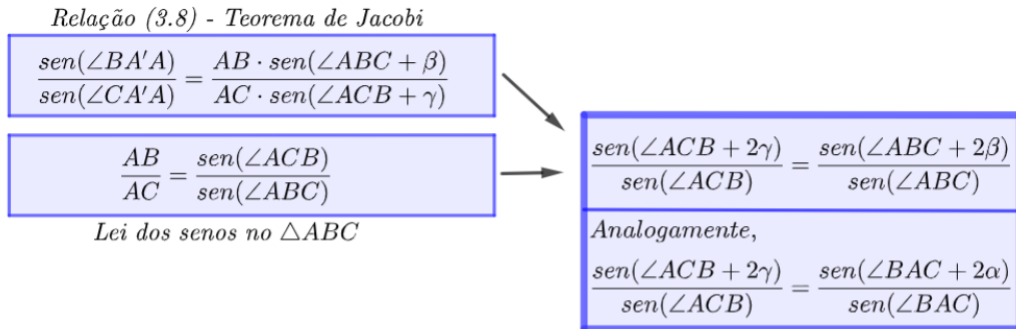 Relação (3.8) - Teorema de Jacobi
sen(∠BA′A) / sen(∠CA′A) = AB · sen(∠ABC + β) / AC · sen(∠ACB + γ)
AB / AC = sen(∠ACB) / sen(∠ABC)
Lei dos senos no △ABC
sen(∠ACB + 2γ) / sen(∠ACB) = sen(∠ABC + 2β) / sen(∠ABC)
Analogamente,
sen(∠ACB + 2γ) / sen(∠ACB) = sen(∠BAC + 2α) / sen(∠BAC)